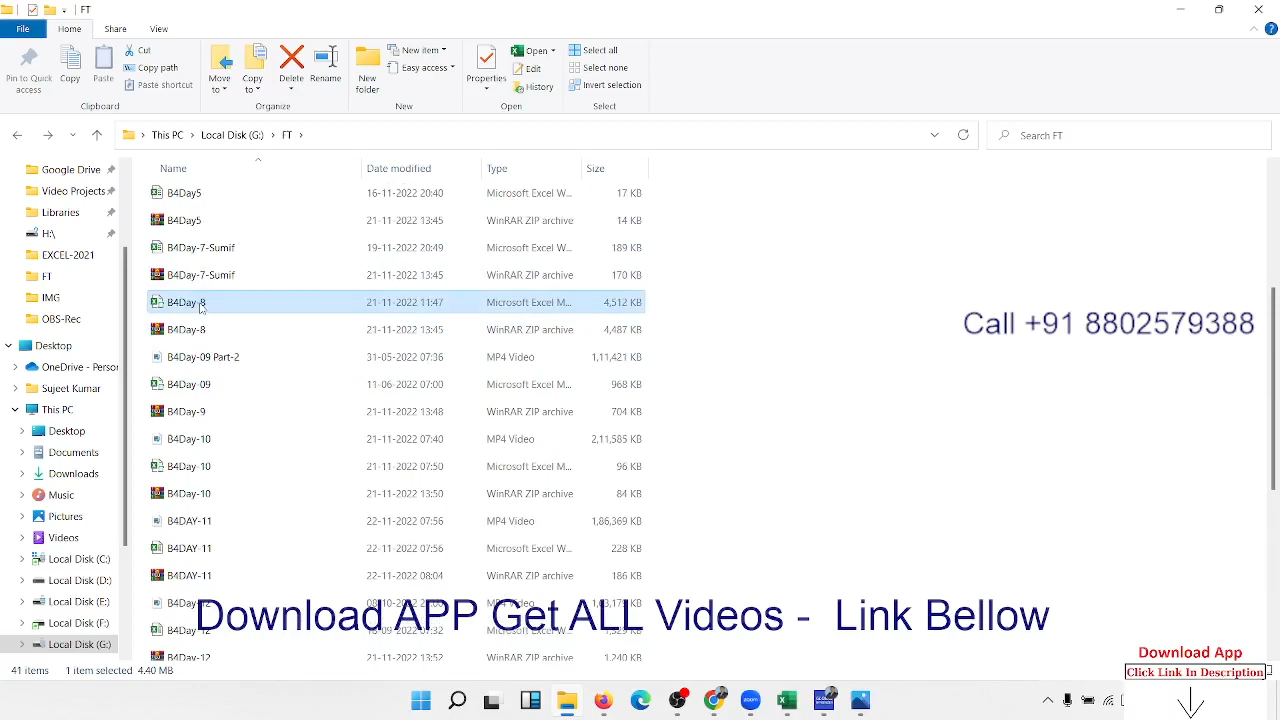 FT
File Home Share View
Pin to Quick access
Copy
Paste
Cut
Copy path
Paste shortcut
Clipboard
Move to
Copy to
Delete
Rename
Organize
New folder
New item
Easy access
New
Properties
Open
Edit
History
Open
Select all
Select none
Invert selection
Select
This PC > Local Disk (G:) > FT >
Search FT
Google Drive
Video Projects
Libraries
H:\
EXCEL-2021
FT
IMG
OBS-Rec
Desktop
OneDrive - Perso
Sujeet Kumar
This PC
Desktop
Documents
Downloads
Music
Pictures
Videos
Local Disk (C:)
Local Disk (D:)
Local Disk (E:)
Local Disk (F:)
Local Disk (G:)
Name Date modified Type Size
B4Day5 16-11-2022 20:40 Microsoft Excel W... 17 KB
B4Day5 21-11-2022 13:45 WinRAR ZIP archive 14 KB
B4Day-7-Sumif 19-11-2022 20:49 Microsoft Excel W... 189 KB
B4Day-7-Sumif 21-11-2022 13:45 WinRAR ZIP archive 170 KB
B4Day-8 21-11-2022 11:47 Microsoft Excel M... 4,512 KB
B4Day-8 21-11-2022 13:45 WinRAR ZIP archive 4,487 KB
B4Day-09 Part-2 31-05-2022 07:36 MP4 Video 1,11,421 KB
B4Day-09 11-06-2022 07:00 Microsoft Excel M... 968 KB
B4Day-9 21-11-2022 13:48 WinRAR ZIP archive 704 KB
B4Day-10 21-11-2022 07:40 MP4 Video 2,11,585 KB
B4Day-10 21-11-2022 07:50 Microsoft Excel M... 96 KB
B4Day-10 21-11-2022 13:50 WinRAR ZIP archive 84 KB
B4DAY-11 22-11-2022 07:56 MP4 Video 1,86,369 KB
B4DAY-11 22-11-2022 07:56 Microsoft Excel W... 228 KB
B4DAY-11 22-11-2022 08:04 WinRAR ZIP archive 186 KB
B4Day-12 07:32 Microsoft Excel 1,329 KB
B4Day-12 21-11-2022 13:52 WinRAR ZIP archive 1,240 KB
Call +91 8802579388
Download APP Get ALL Videos - Link Bellow
41 items 1 item selected 4.40 MB
Download App
Click Link In Description
zoom